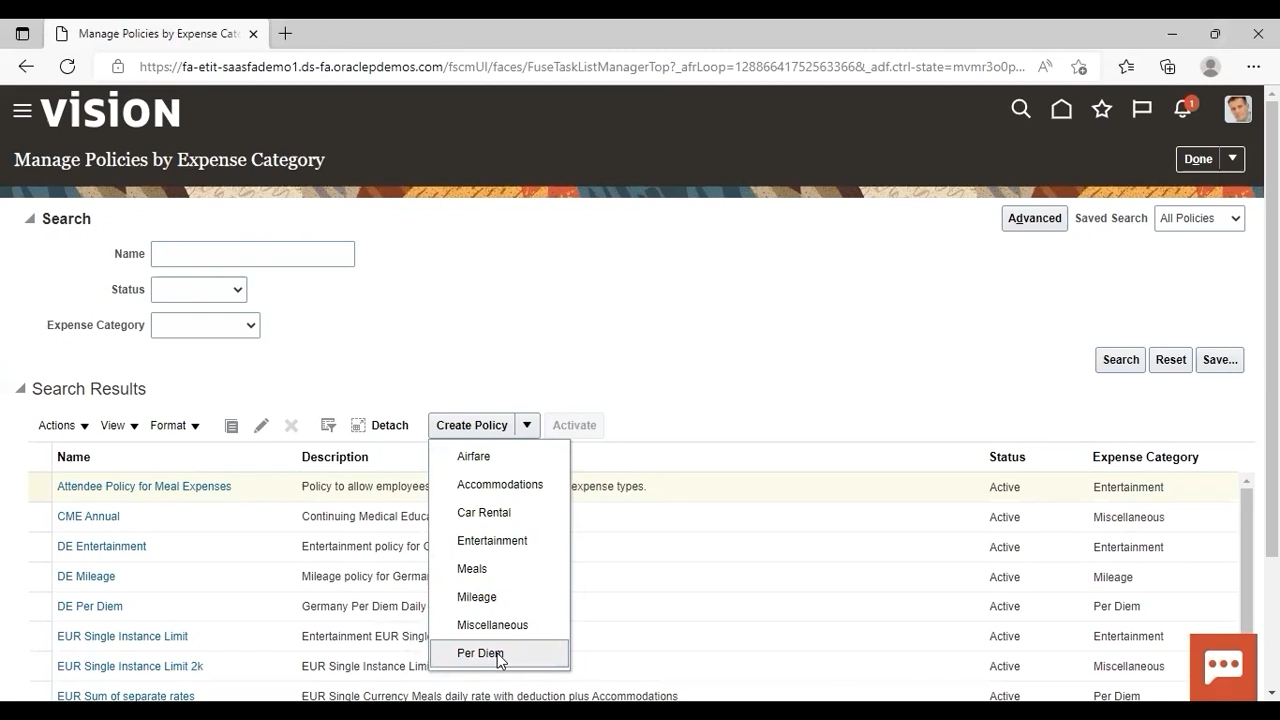 Manage Policies by Expense Cate
https://fa-etit-saasfademo1.ds-fa.oraclepdemos.com/fscmUI/faces/FuseTaskListManagerTop?_afrLoop=128866417525633668&_adf.ctrl-state=mvmr3o0p...
VISION
1
Manage Policies by Expense Category
Done
Search
Advanced Saved Search All Policies
Name
Status
Expense Category
Search Reset Save...
Search Results
Actions View Format Detach Create Policy Activate
Name Description Status Expense Category
Airfare
Attendee Policy for Meal Expenses Policy to allow employees expense types. Active Entertainment
Accommodations
CME Annual Continuing Medical Educa Active Miscellaneous
Car Rental
DE Entertainment Entertainment policy for G Active Entertainment
Entertainment
DE Mileage Mileage policy for Germa Active Mileage
Meals
DE Per Diem Germany Per Diem Daily Active Per Diem
Mileage
EUR Single Instance Limit Entertainment EUR Singl Active Entertainment
Miscellaneous
EUR Single Instance Limit 2k EUR Single Instance Limi Active Miscellaneous
Per Diem
EUR Sum of separate rates EUR Single Currency Meals daily rate with deduction plus Accommodations Active Per Diem